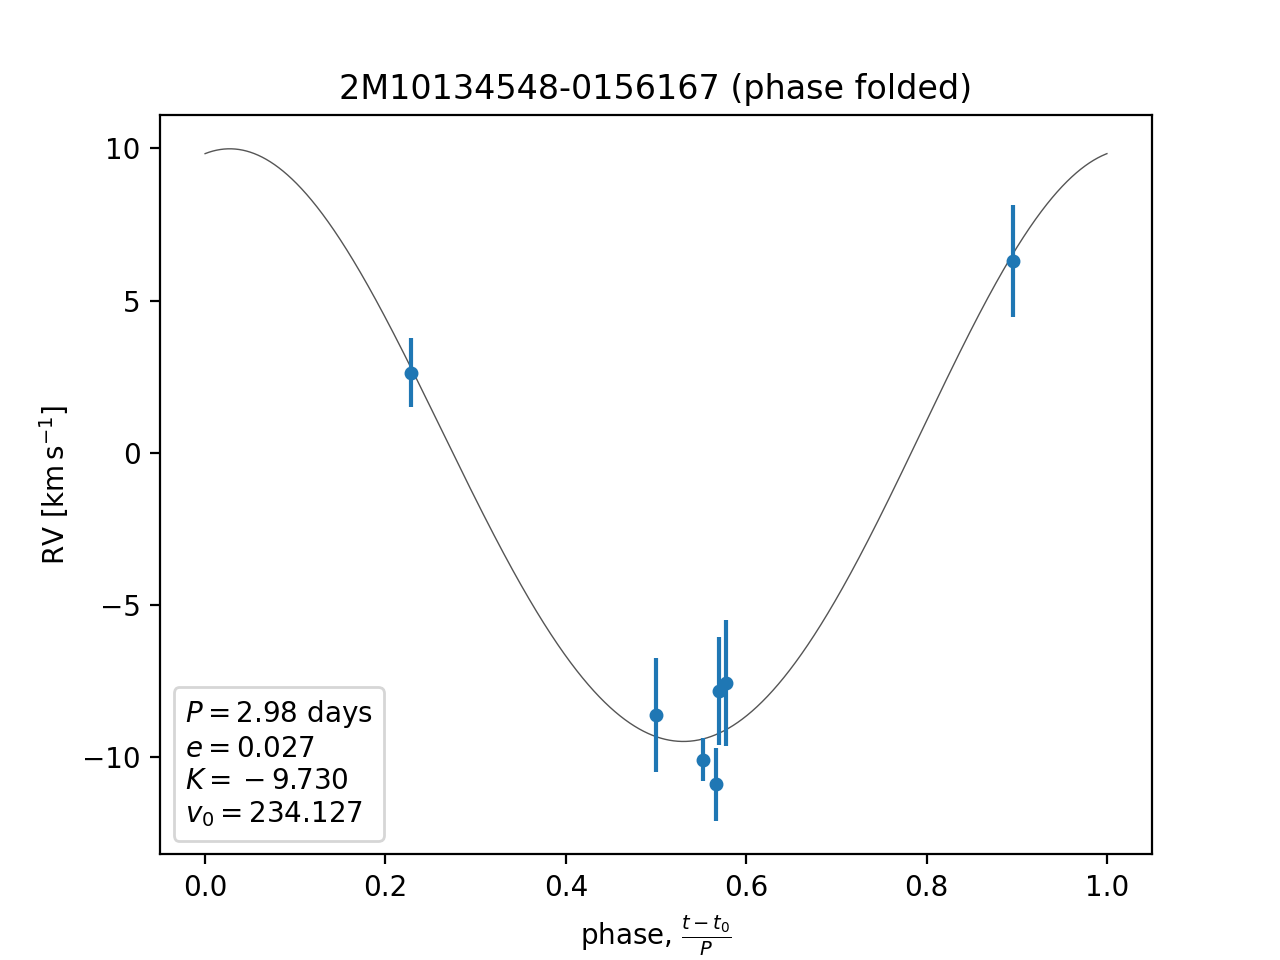 2M10134548-0156167 (phase folded)
10
5
0
−5
−10
RV [km s⁻¹]
P = 2.98 days
e = 0.027
K = −9.730
v₀ = 234.127
0.0 0.2 0.4 0.6 0.8 1.0
phase, (t − t₀)/P